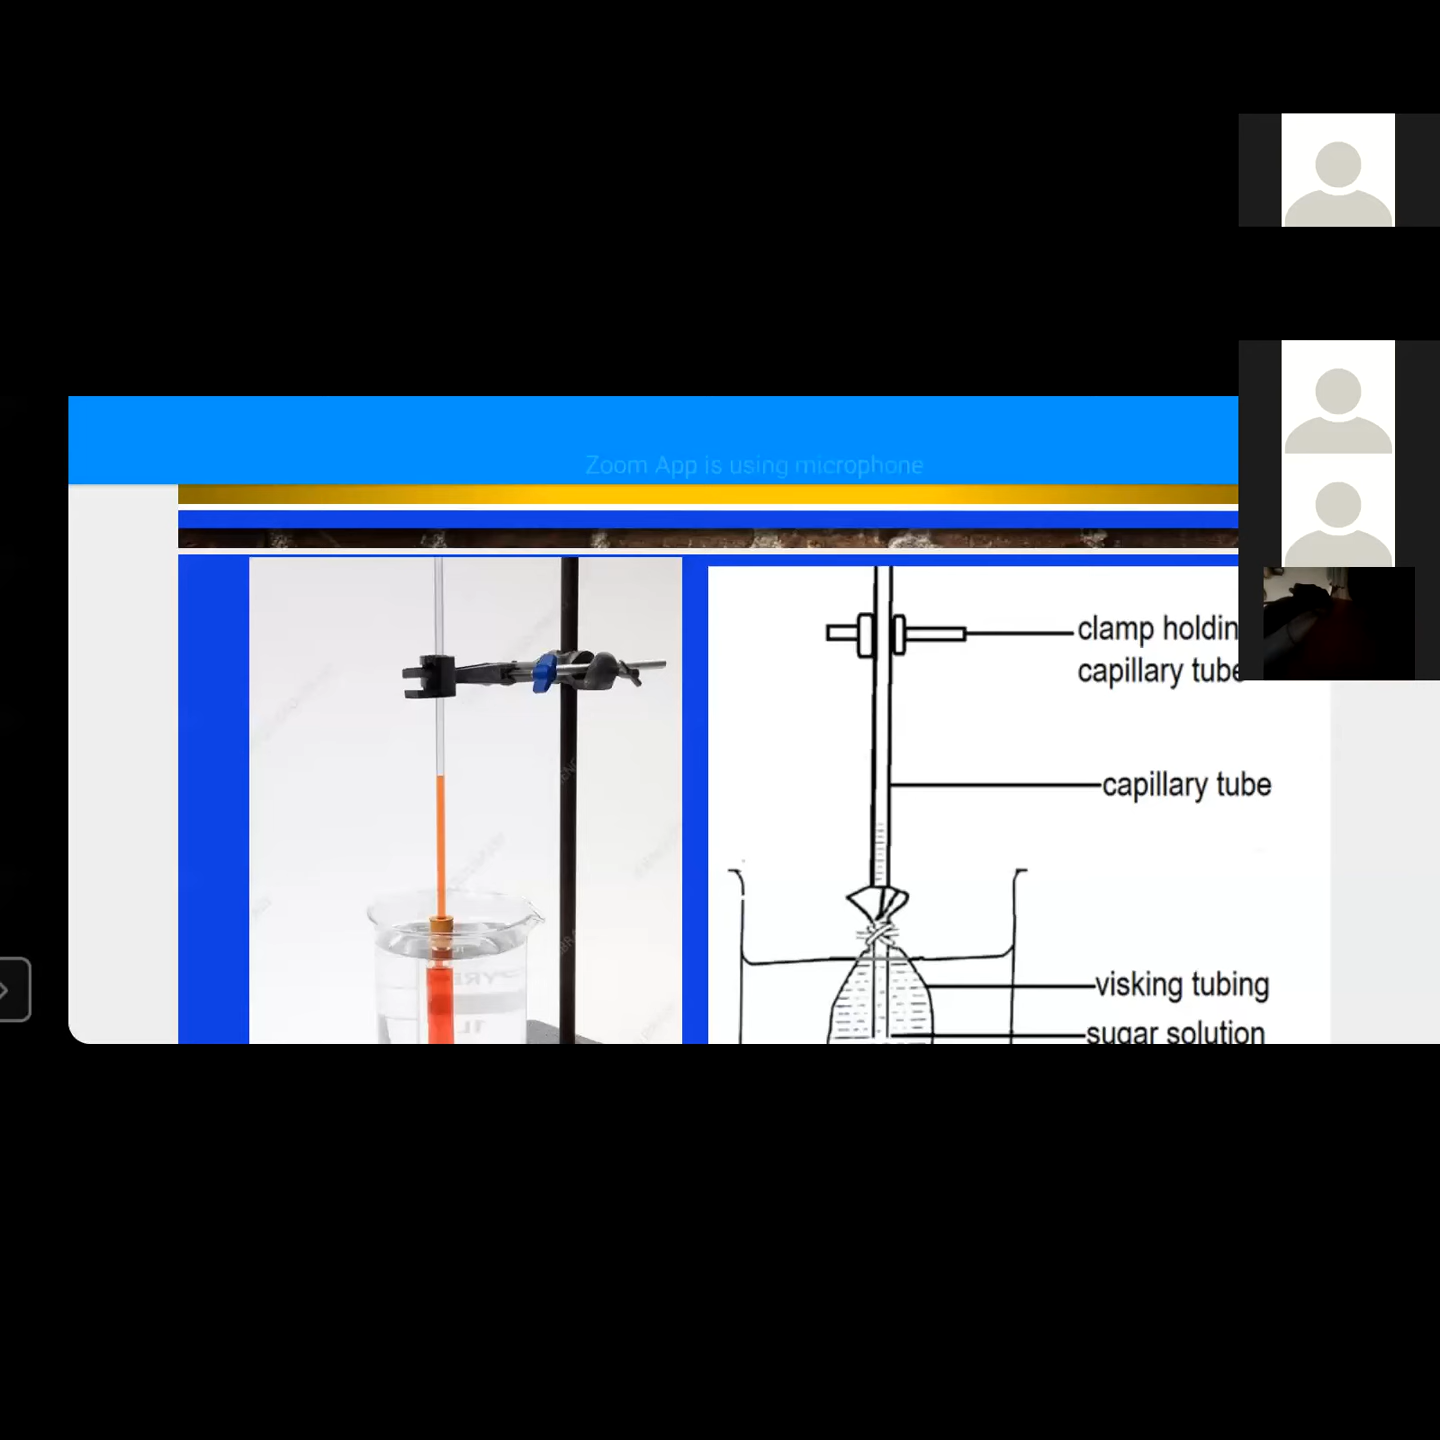 Zoom App is using microphone
clamp holdin
capillary tube
capillary tube
visking tubing
sugar solution